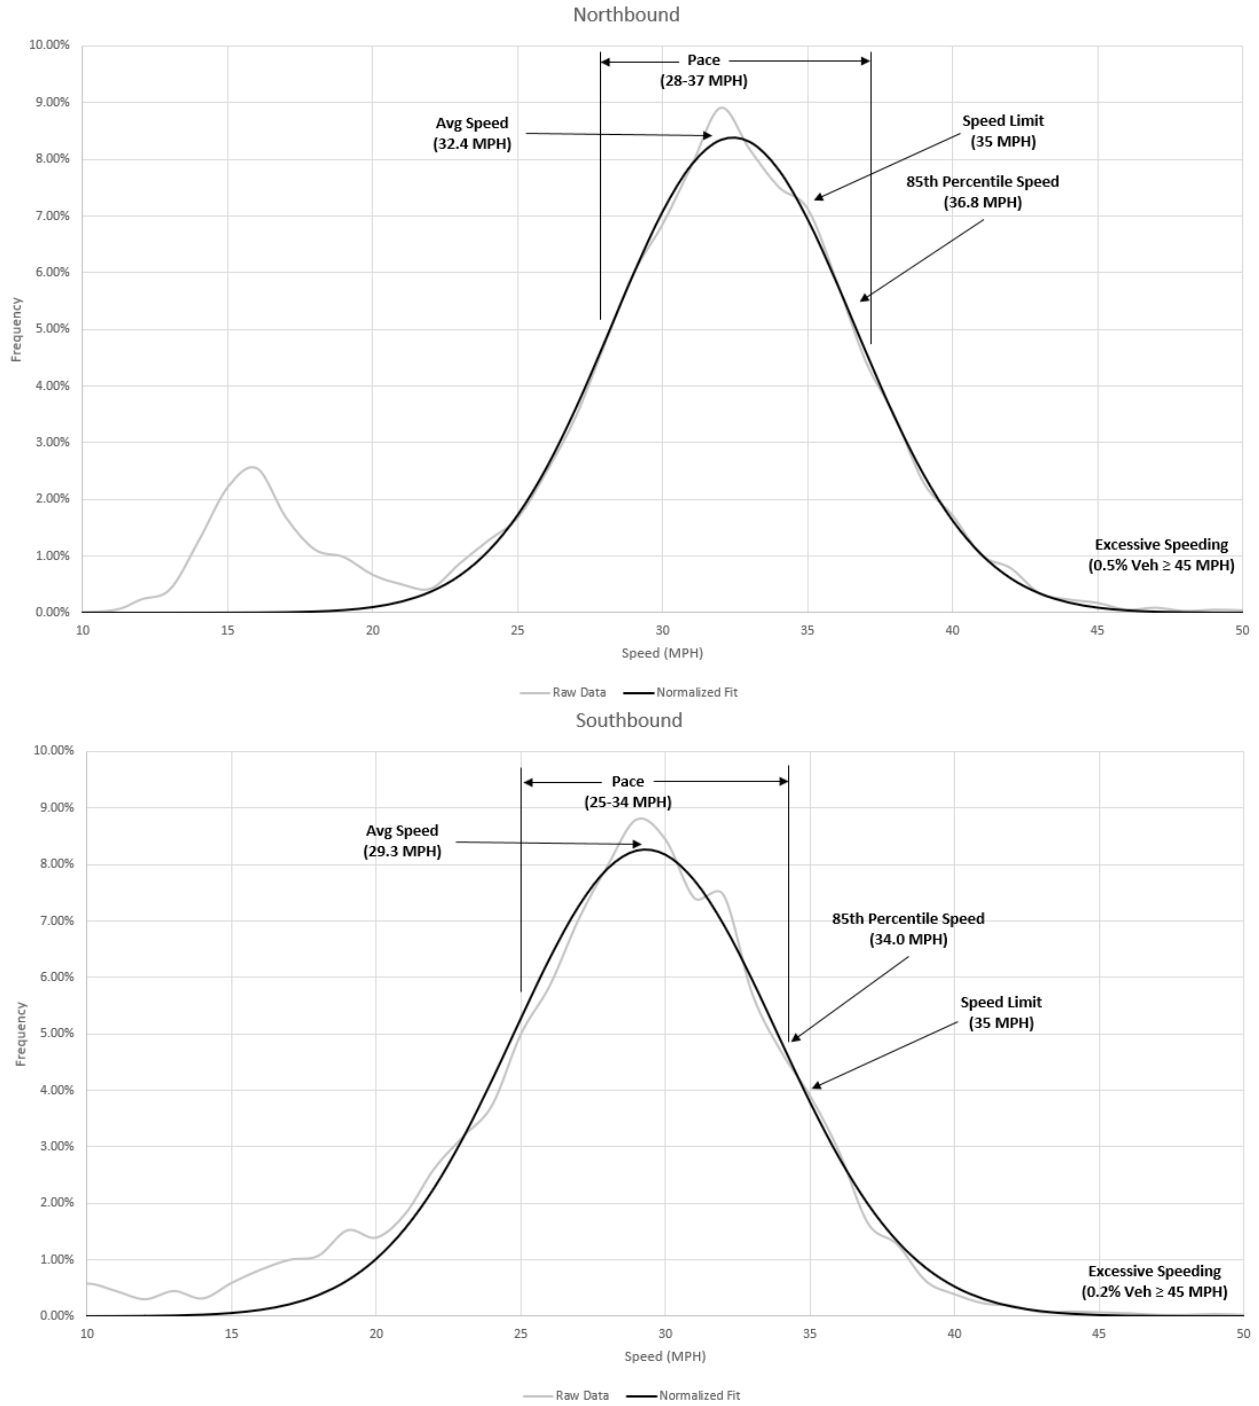 Northbound
10.00%
Pace
(28-37 MPH)
9.00%
Avg Speed
(32.4 MPH)
Speed Limit
(35 MPH)
8.00%
85th Percentile Speed
(36.8 MPH)
7.00%
6.00%
5.00%
4.00%
3.00%
2.00%
1.00%
0.00%
Frequency
Excessive Speeding
(0.5% Veh ≥ 45 MPH)
10 15 20 25 30 35 40 45 50
Speed (MPH)
Raw Data Normalized Fit
Southbound
10.00%
Pace
(25-34 MPH)
9.00%
Avg Speed
(29.3 MPH)
8.00%
85th Percentile Speed
(34.0 MPH)
7.00%
6.00%
Speed Limit
(35 MPH)
5.00%
4.00%
3.00%
2.00%
1.00%
0.00%
Frequency
Excessive Speeding
(0.2% Veh ≥ 45 MPH)
10 15 20 25 30 35 40 45 50
Speed (MPH)
Raw Data Normalized Fit